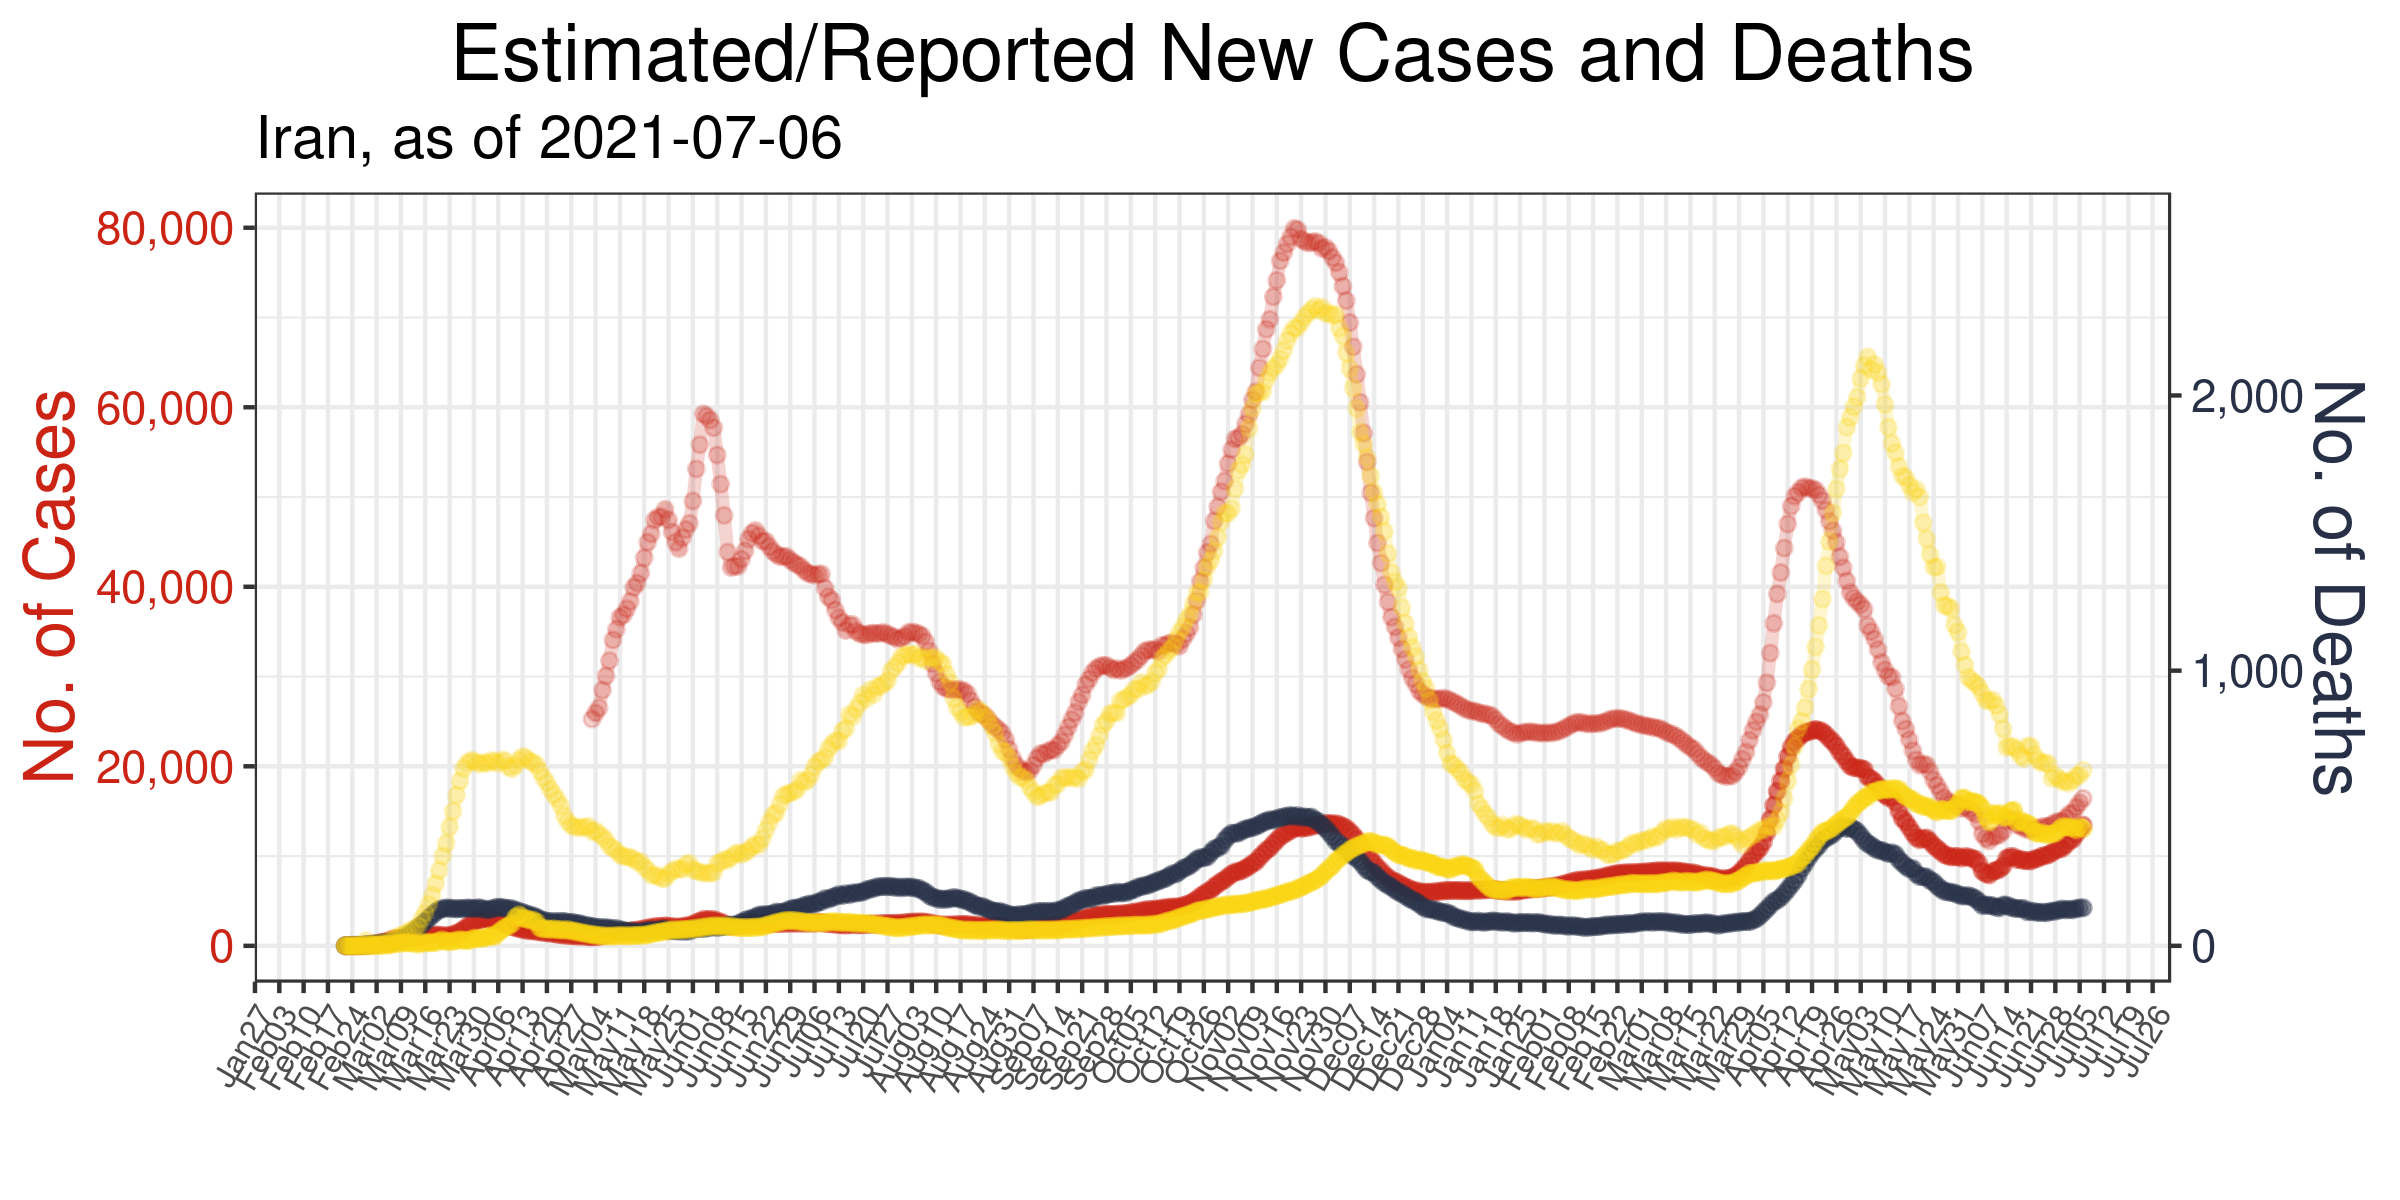 Estimated/Reported New Cases and Deaths
Iran, as of 2021-07-06
No. of Cases
80,000
60,000
40,000
20,000
0
2,000
1,000
0
No. of Deaths
Jan27
Feb03
Feb10
Feb17
Feb24
Mar02
Mar09
Mar16
Mar23
Mar30
Apr06
Apr13
Apr20
Apr27
May04
May11
May18
May25
Jun01
Jun08
Jun15
Jun22
Jun29
Jul06
Jul13
Jul20
Jul27
Aug03
Aug10
Aug17
Aug24
Aug31
Sep07
Sep14
Sep21
Sep28
Oct05
Oct12
Oct19
Oct26
Nov02
Nov09
Nov16
Nov23
Nov30
Dec07
Dec14
Dec21
Dec28
Jan04
Jan11
Jan18
Jan25
Feb01
Feb08
Feb15
Feb22
Mar01
Mar08
Mar15
Mar22
Mar29
Apr05
Apr12
Apr19
Apr26
May03
May10
May17
May24
May31
Jun07
Jun14
Jun21
Jun28
Jul05
Jul12
Jul19
Jul26